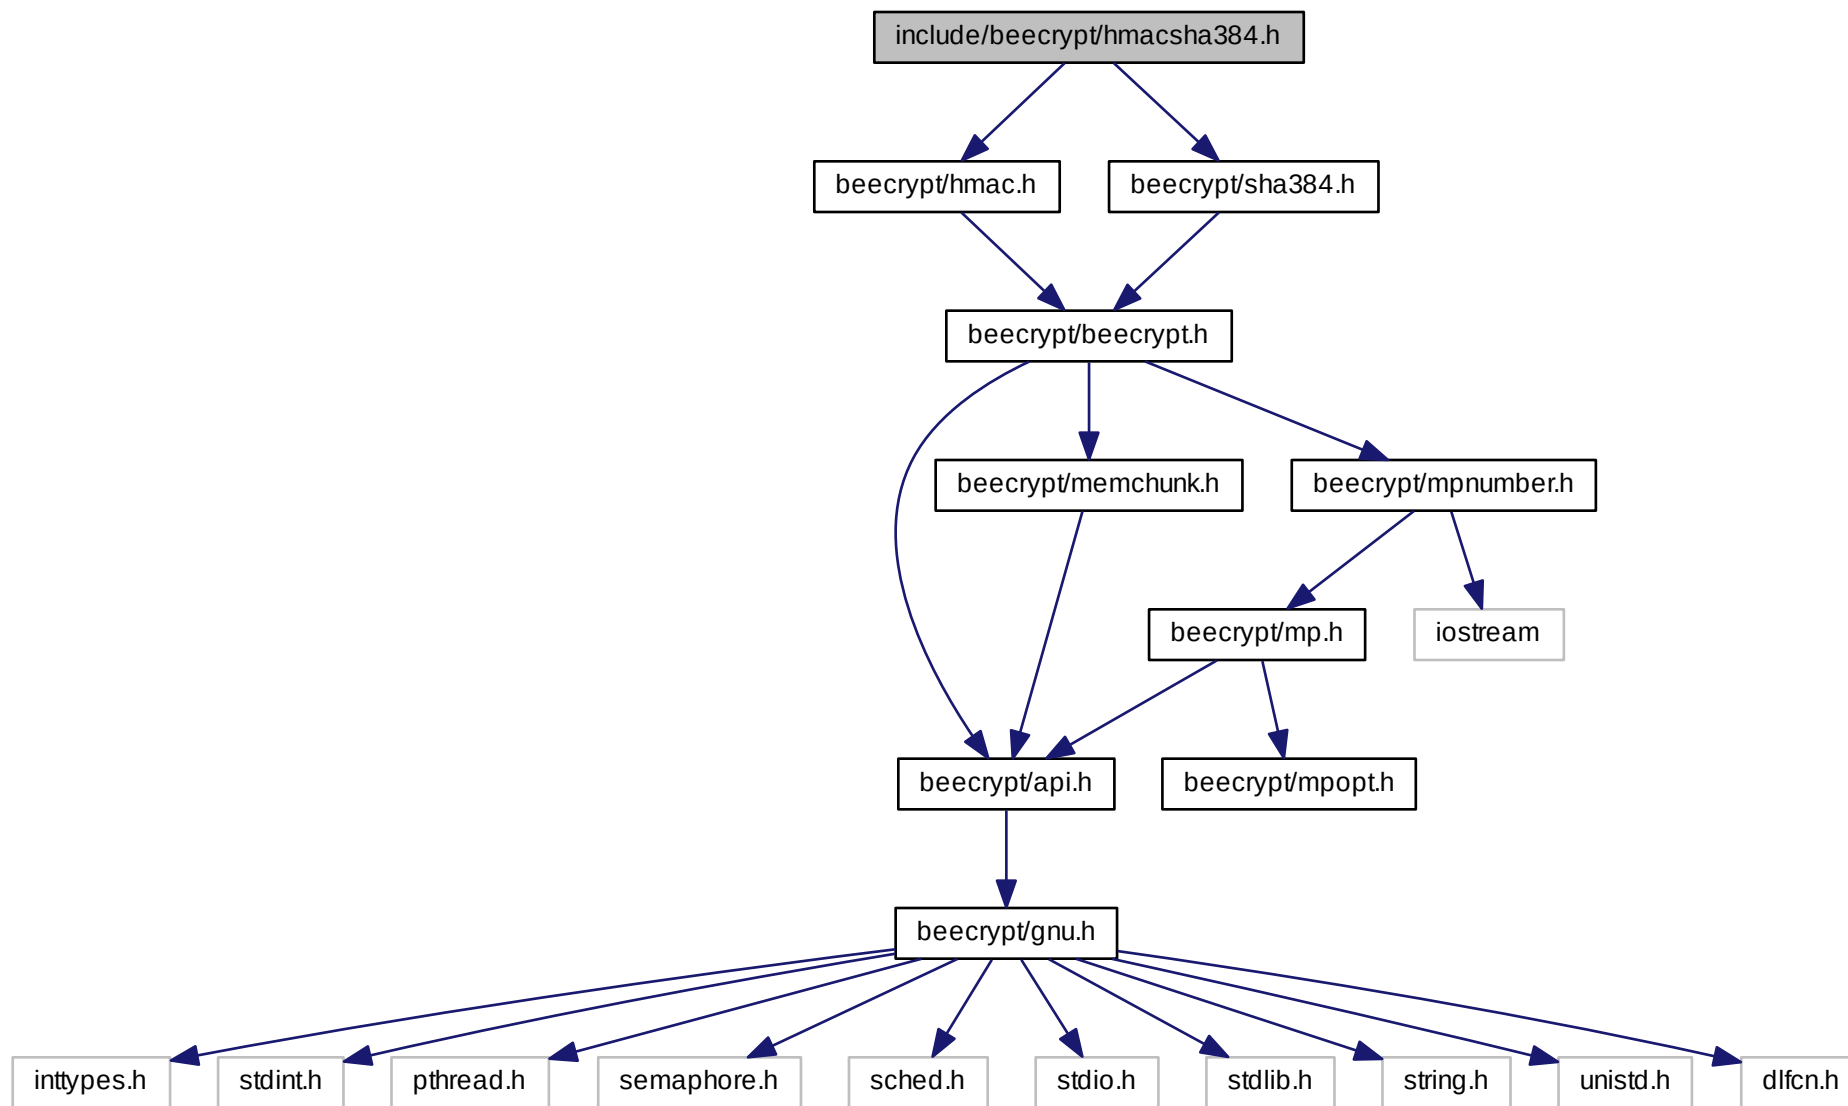 include/beecrypt/hmacsha384.h
beecrypt/hmac.h
beecrypt/sha384.h
beecrypt/beecrypt.h
beecrypt/memchunk.h
beecrypt/mpnumber.h
beecrypt/mp.h
iostream
beecrypt/api.h
beecrypt/mpopt.h
beecrypt/gnu.h
inttypes.h
stdint.h
pthread.h
semaphore.h
sched.h
stdio.h
stdlib.h
string.h
unistd.h
dlfcn.h